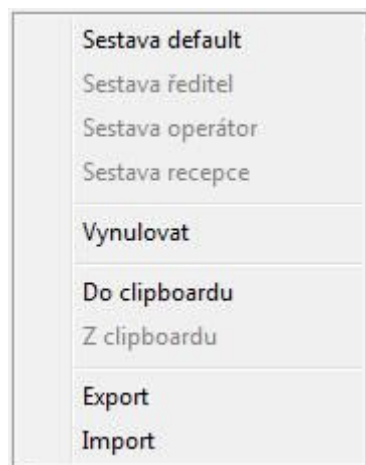 Sestava default
Sestava ředitel
Sestava operátor
Sestava recepce
Vynulovat
Do clipboardu
Z clipboardu
Export
Import